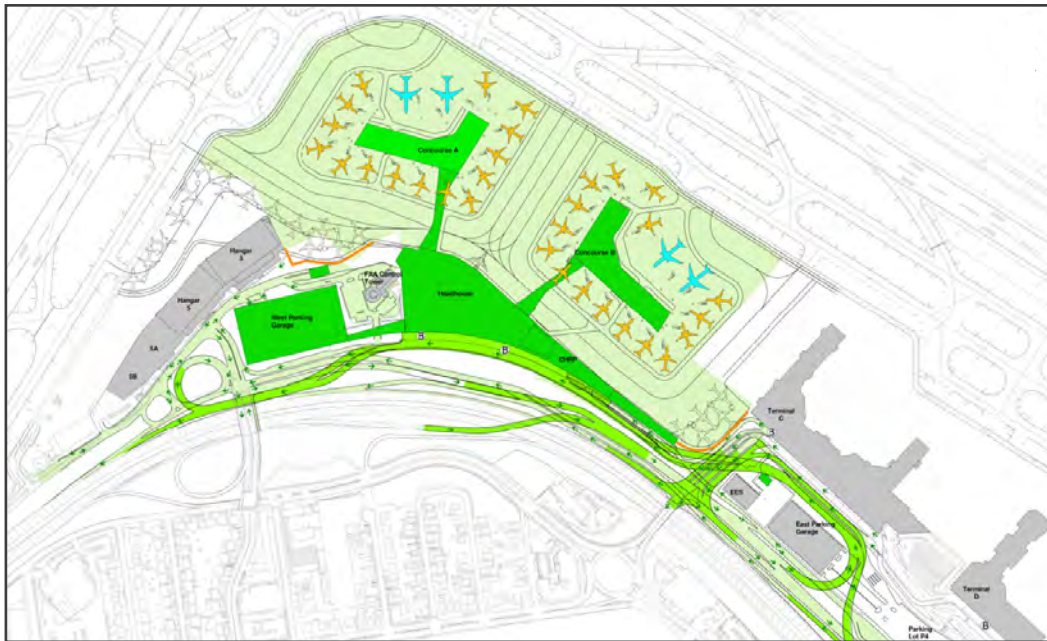 Concourse A
Concourse B
Hangar
Hangar
5
5A
5B
FAA Control
Tower
West Parking
Garage
Headhouse
CHRP
B
B
Terminal
C
B
EES
East Parking
Garage
Terminal
D
Parking
Lot P4
B